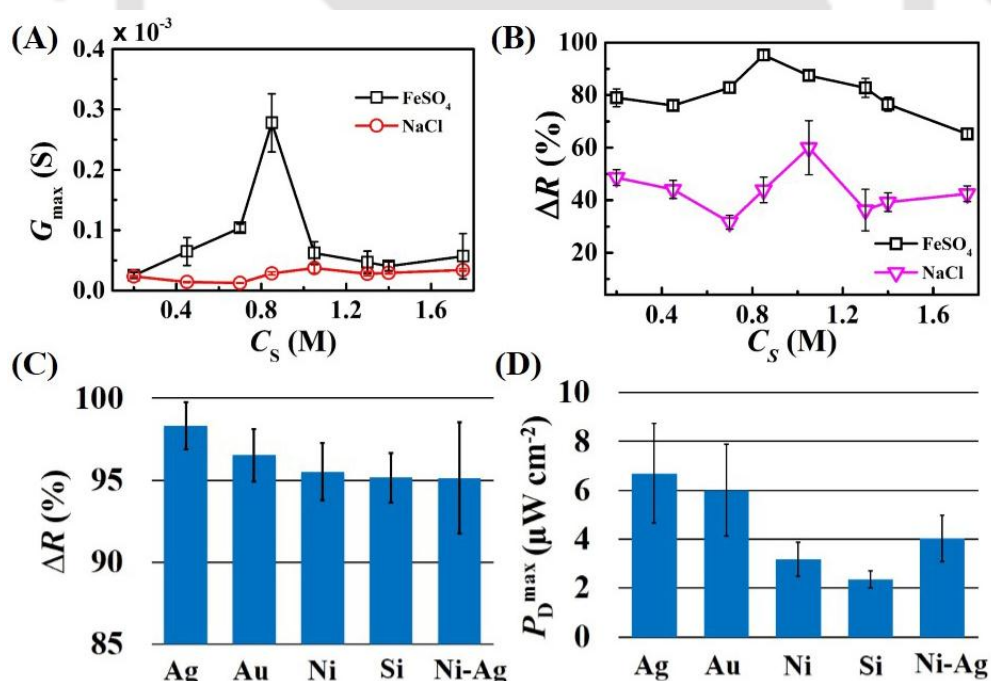 (A)
x 10⁻³
0.4
0.3
0.2
0.1
0.0
G_max (S)
FeSO₄
NaCl
0.4 0.8 1.2 1.6
C_S (M)
(B)
100
80
60
40
20
ΔR (%)
FeSO₄
NaCl
0.4 0.8 1.2 1.6
C_S (M)
(C)
100
95
90
85
ΔR (%)
Ag Au Ni Si Ni-Ag
(D)
10
8
6
4
2
0
P_D^max (μW cm⁻²)
Ag Au Ni Si Ni-Ag